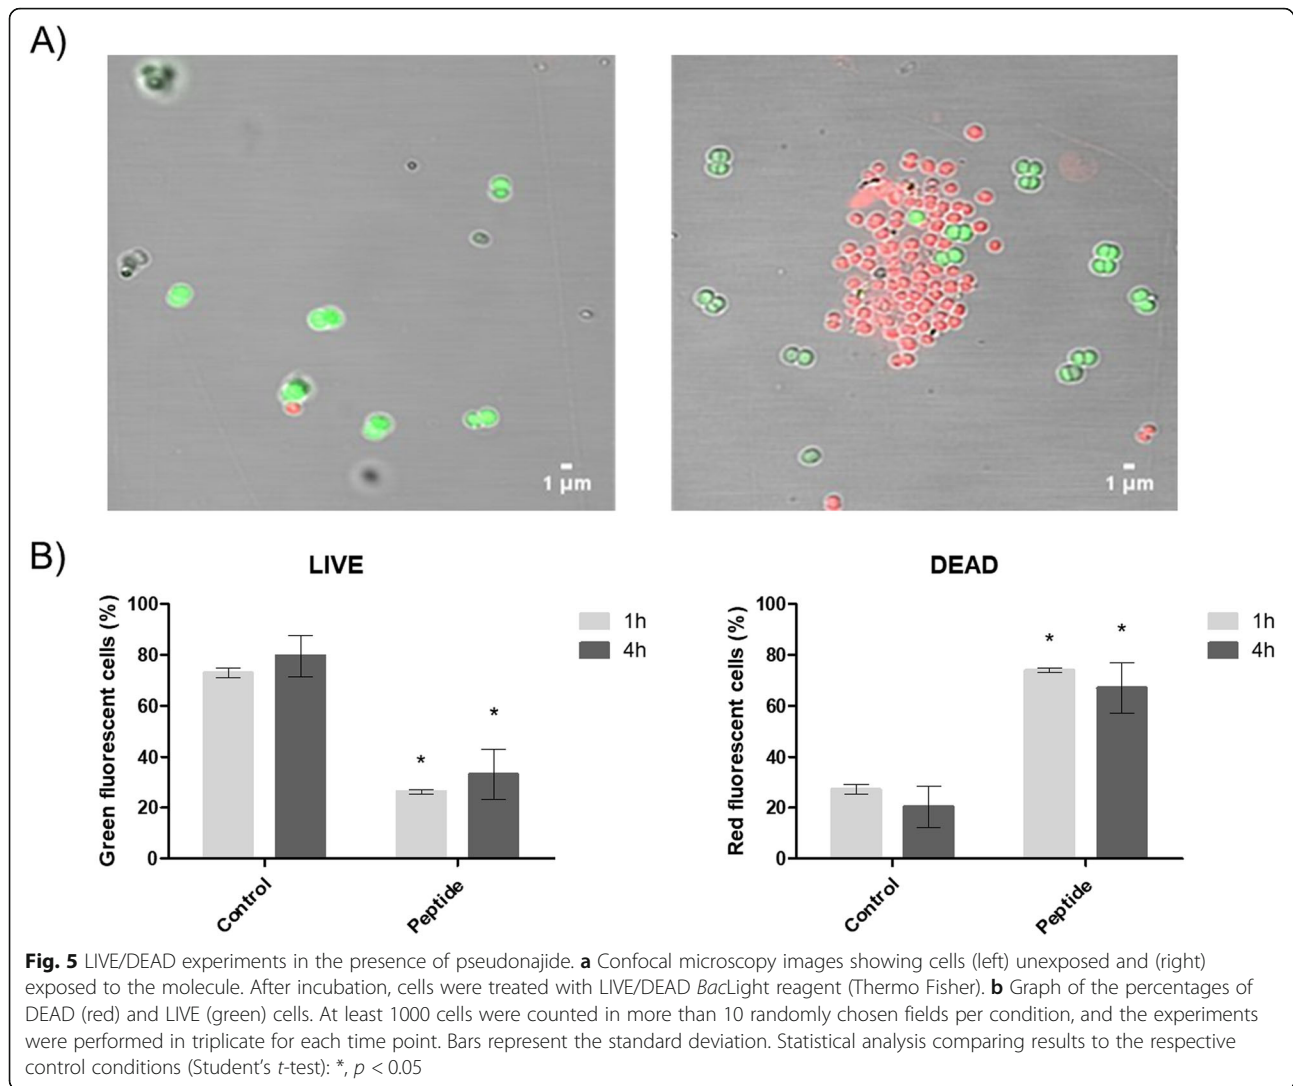 A)
1 µm
1 µm
B)
LIVE
Green fluorescent cells (%)
100
80
60
40
20
0
*
*
Control
Peptide
1h
4h
DEAD
Red fluorescent cells (%)
100
80
60
40
20
0
*
*
Control
Peptide
1h
4h
Fig. 5 LIVE/DEAD experiments in the presence of pseudonajide. a Confocal microscopy images showing cells (left) unexposed and (right)
exposed to the molecule. After incubation, cells were treated with LIVE/DEAD BacLight reagent (Thermo Fisher). b Graph of the percentages of
DEAD (red) and LIVE (green) cells. At least 1000 cells were counted in more than 10 randomly chosen fields per condition, and the experiments
were performed in triplicate for each time point. Bars represent the standard deviation. Statistical analysis comparing results to the respective
control conditions (Student's t-test): *, p < 0.05